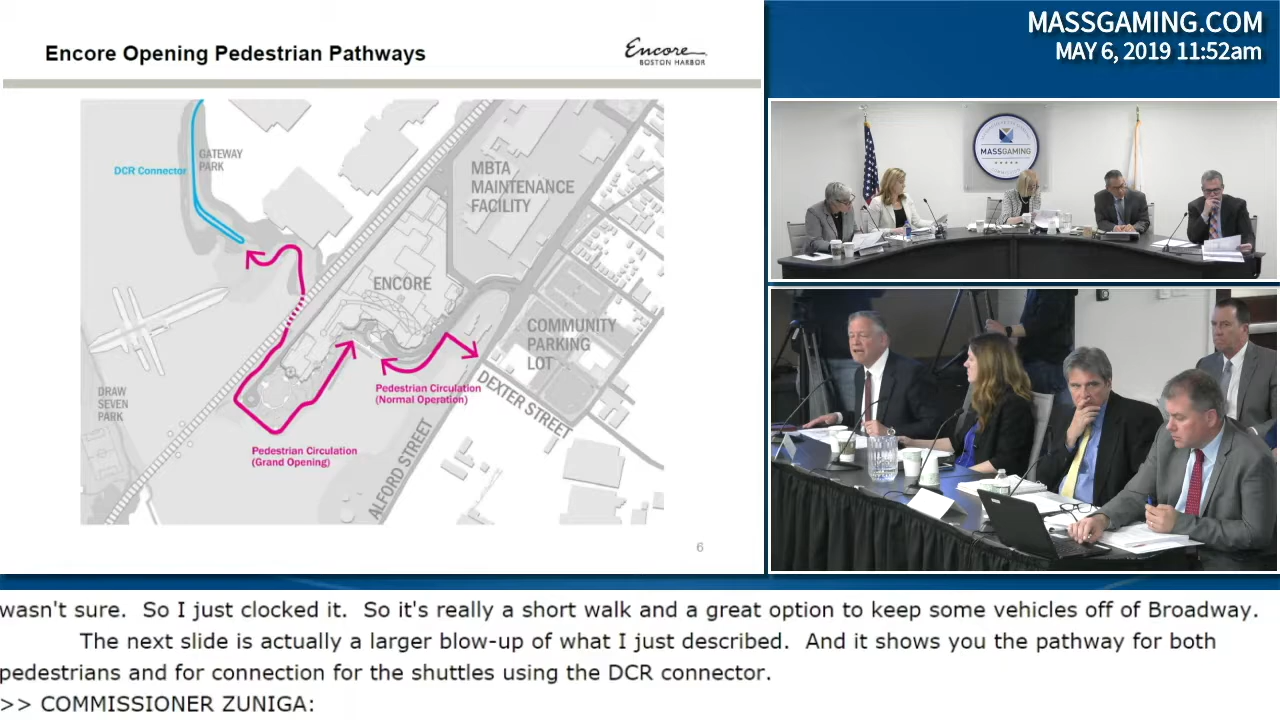 Encore Opening Pedestrian Pathways
Encore
BOSTON HARBOR
GATEWAY
PARK
DCR Connector
MBTA
MAINTENANCE
FACILITY
ENCORE
COMMUNITY
PARKING
LOT
DRAW
SEVEN
PARK
Pedestrian Circulation
(Normal Operation)
DEXTER STREET
Pedestrian Circulation
(Grand Opening)
ALFORD STREET
6
MASSGAMING.COM
MAY 6, 2019 11:52am
MASSGAMING
wasn't sure.  So I just clocked it.  So it's really a short walk and a great option to keep some vehicles off of Broadway.
The next slide is actually a larger blow-up of what I just described.  And it shows you the pathway for both
pedestrians and for connection for the shuttles using the DCR connector.
>> COMMISSIONER ZUNIGA: